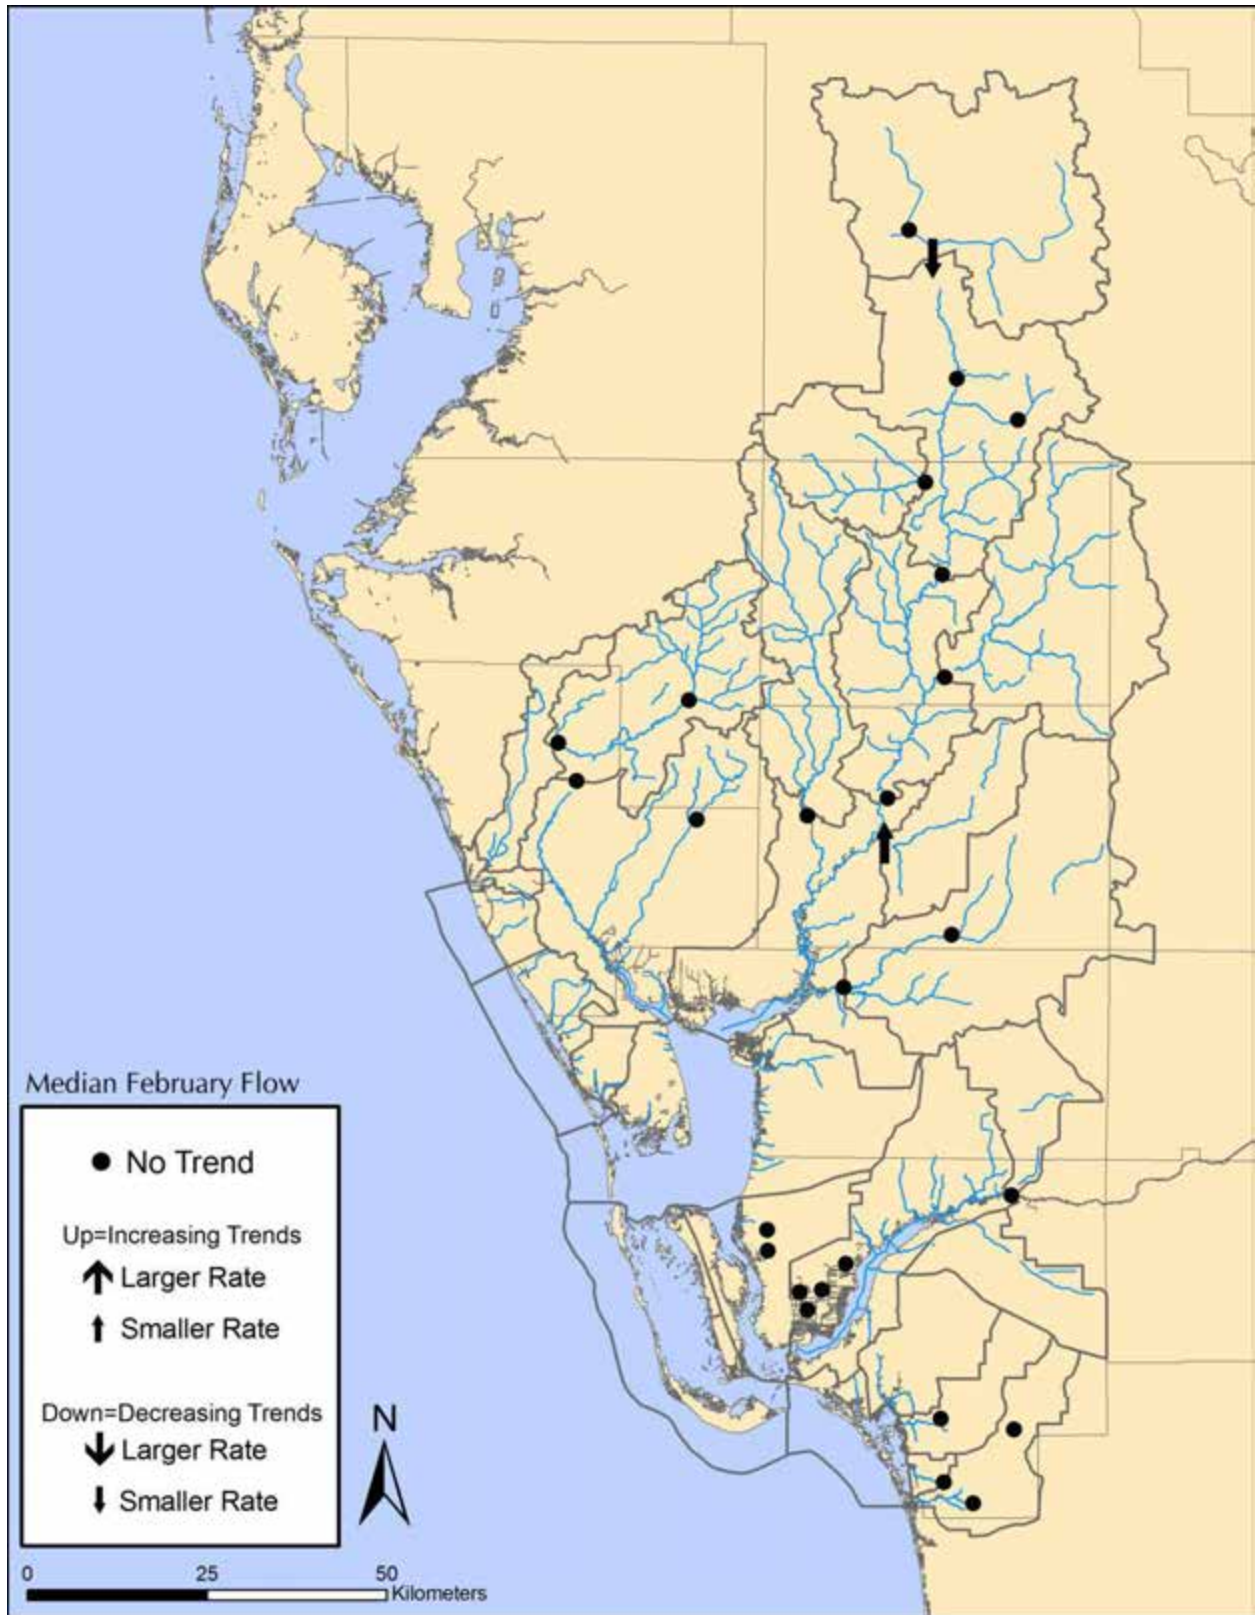 Median February Flow
No Trend
Up=Increasing Trends
Larger Rate
Smaller Rate
Down=Decreasing Trends
Larger Rate
Smaller Rate
N
0 25 50
Kilometers